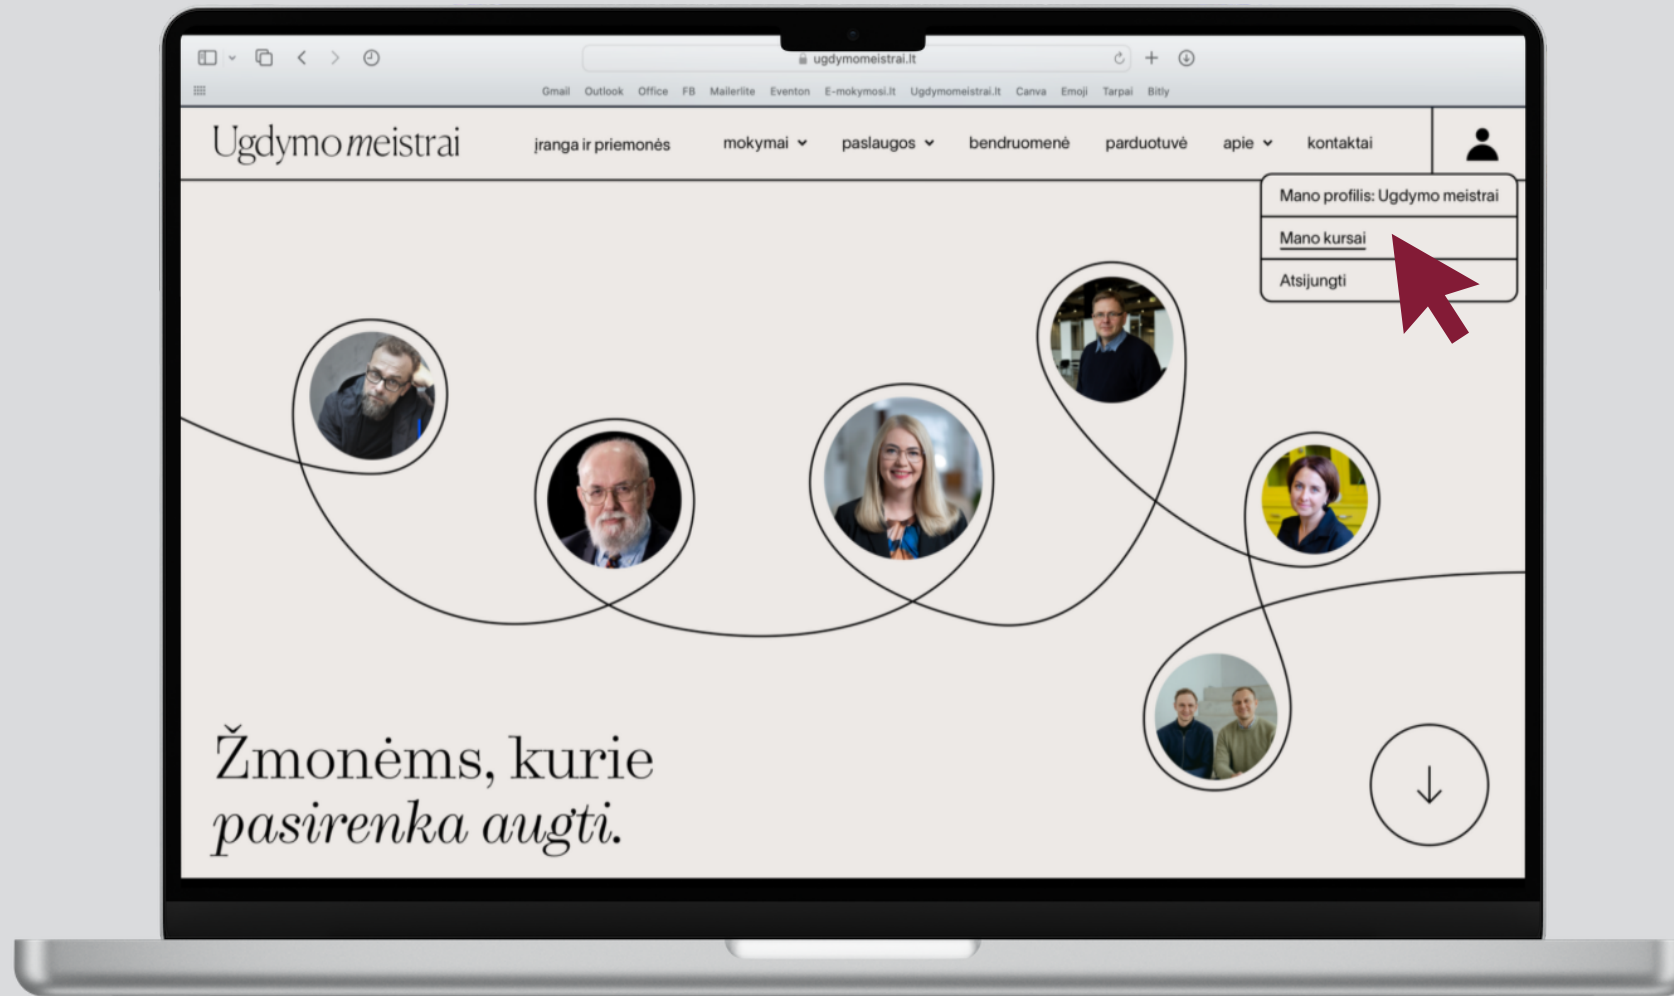 ugdymomeistrai.lt
Gmail Outlook Office FB Mailerlite Eventon E-mokymosi.lt Ugdymomeistrai.lt Canva Emoji Tarpai Bitly
Ugdymo meistrai įranga ir priemonės mokymai paslaugos bendruomenė parduotuvė apie kontaktai
Mano profilis: Ugdymo meistrai
Mano kursai
Atsijungti
Žmonėms, kurie
pasirenka augti.